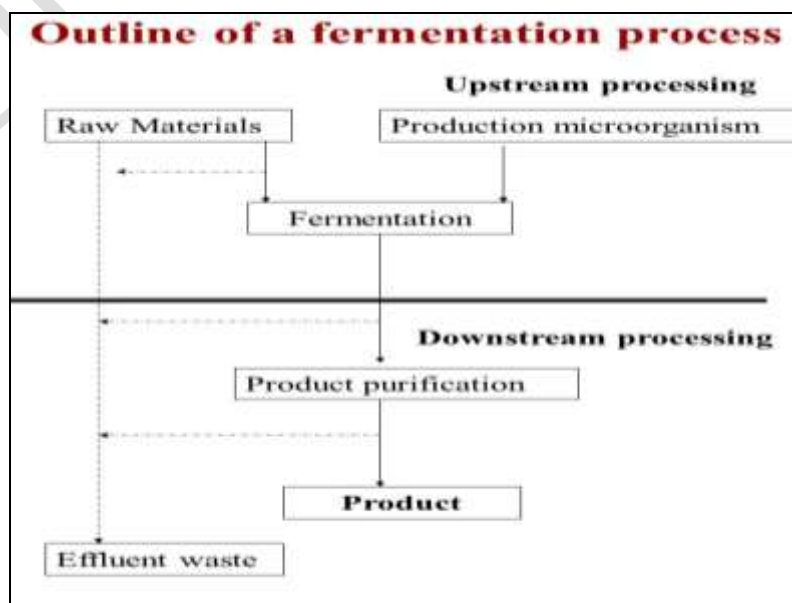 Outline of a fermentation process
Upstream processing
Raw Materials
Production microorganism
Fermentation
Downstream processing
Product purification
Product
Effluent waste